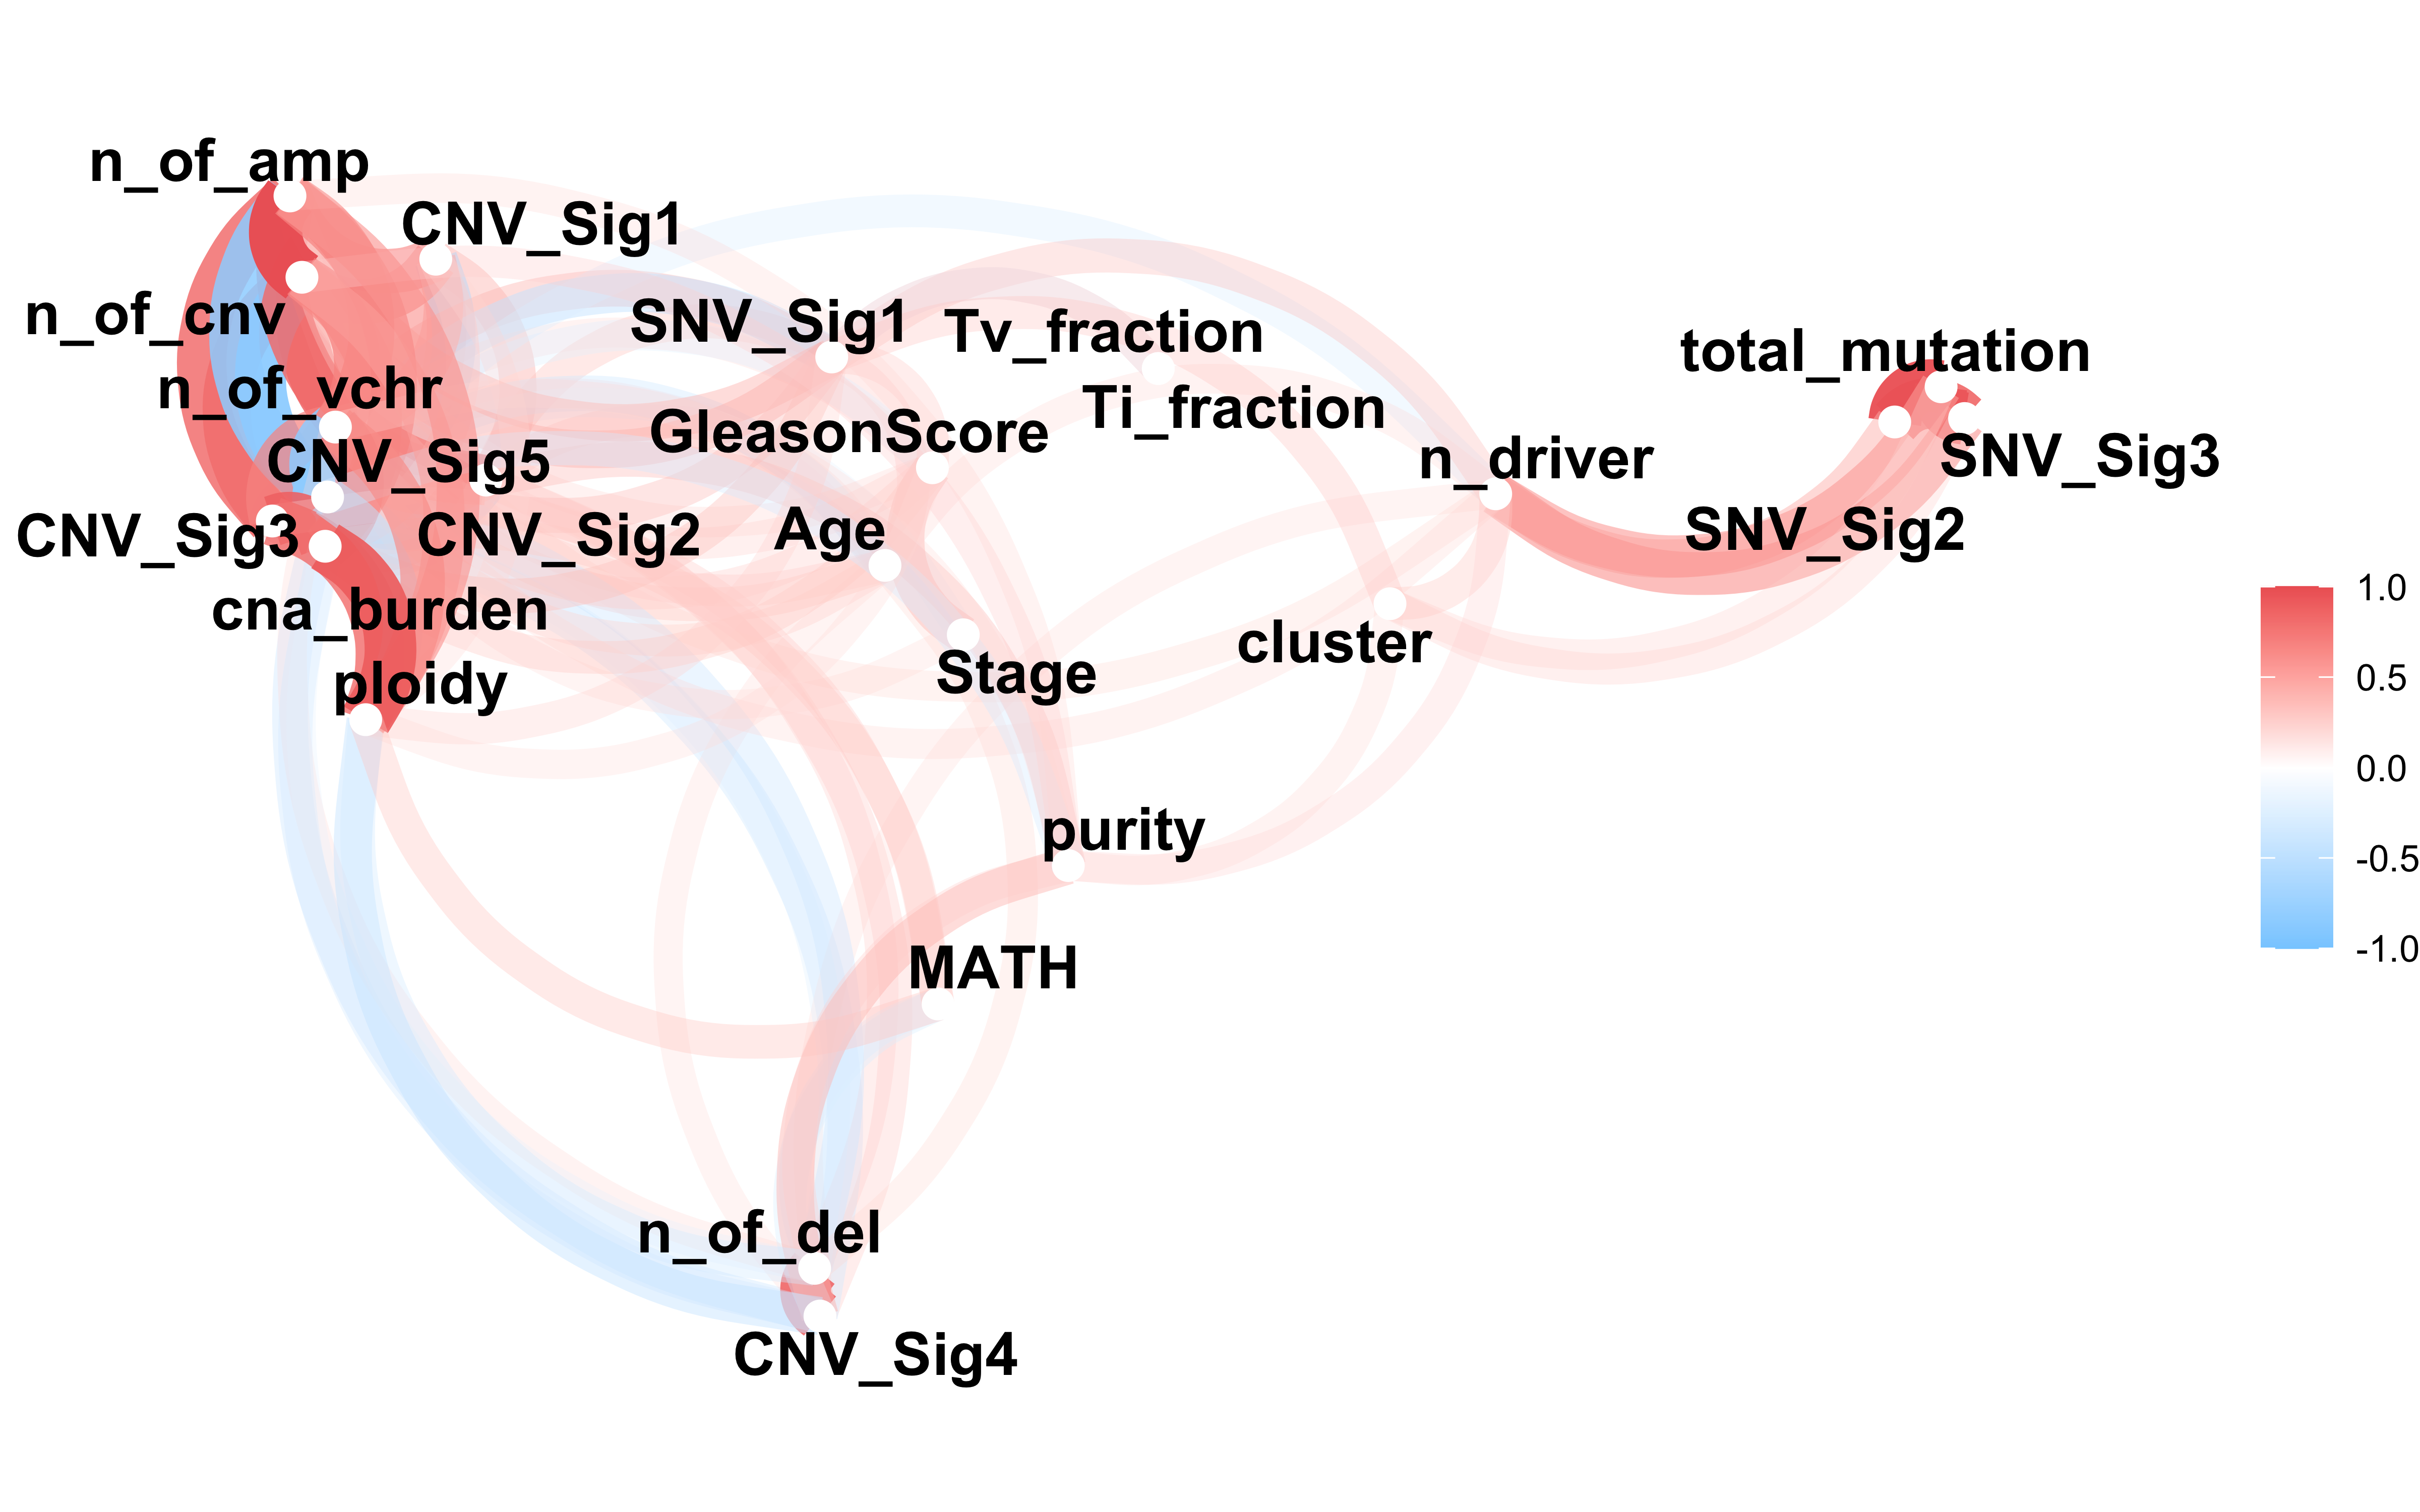 n_of_amp
CNV_Sig1
n_of_cnv
SNV_Sig1
Tv_fraction
total_mutation
n_of_vchr
Ti_fraction
GleasonScore
n_driver
CNV_Sig5
SNV_Sig3
CNV_Sig3
CNV_Sig2
Age
SNV_Sig2
cna_burden
cluster
ploidy
Stage
purity
MATH
n_of_del
CNV_Sig4
1.0
0.5
0.0
-0.5
-1.0